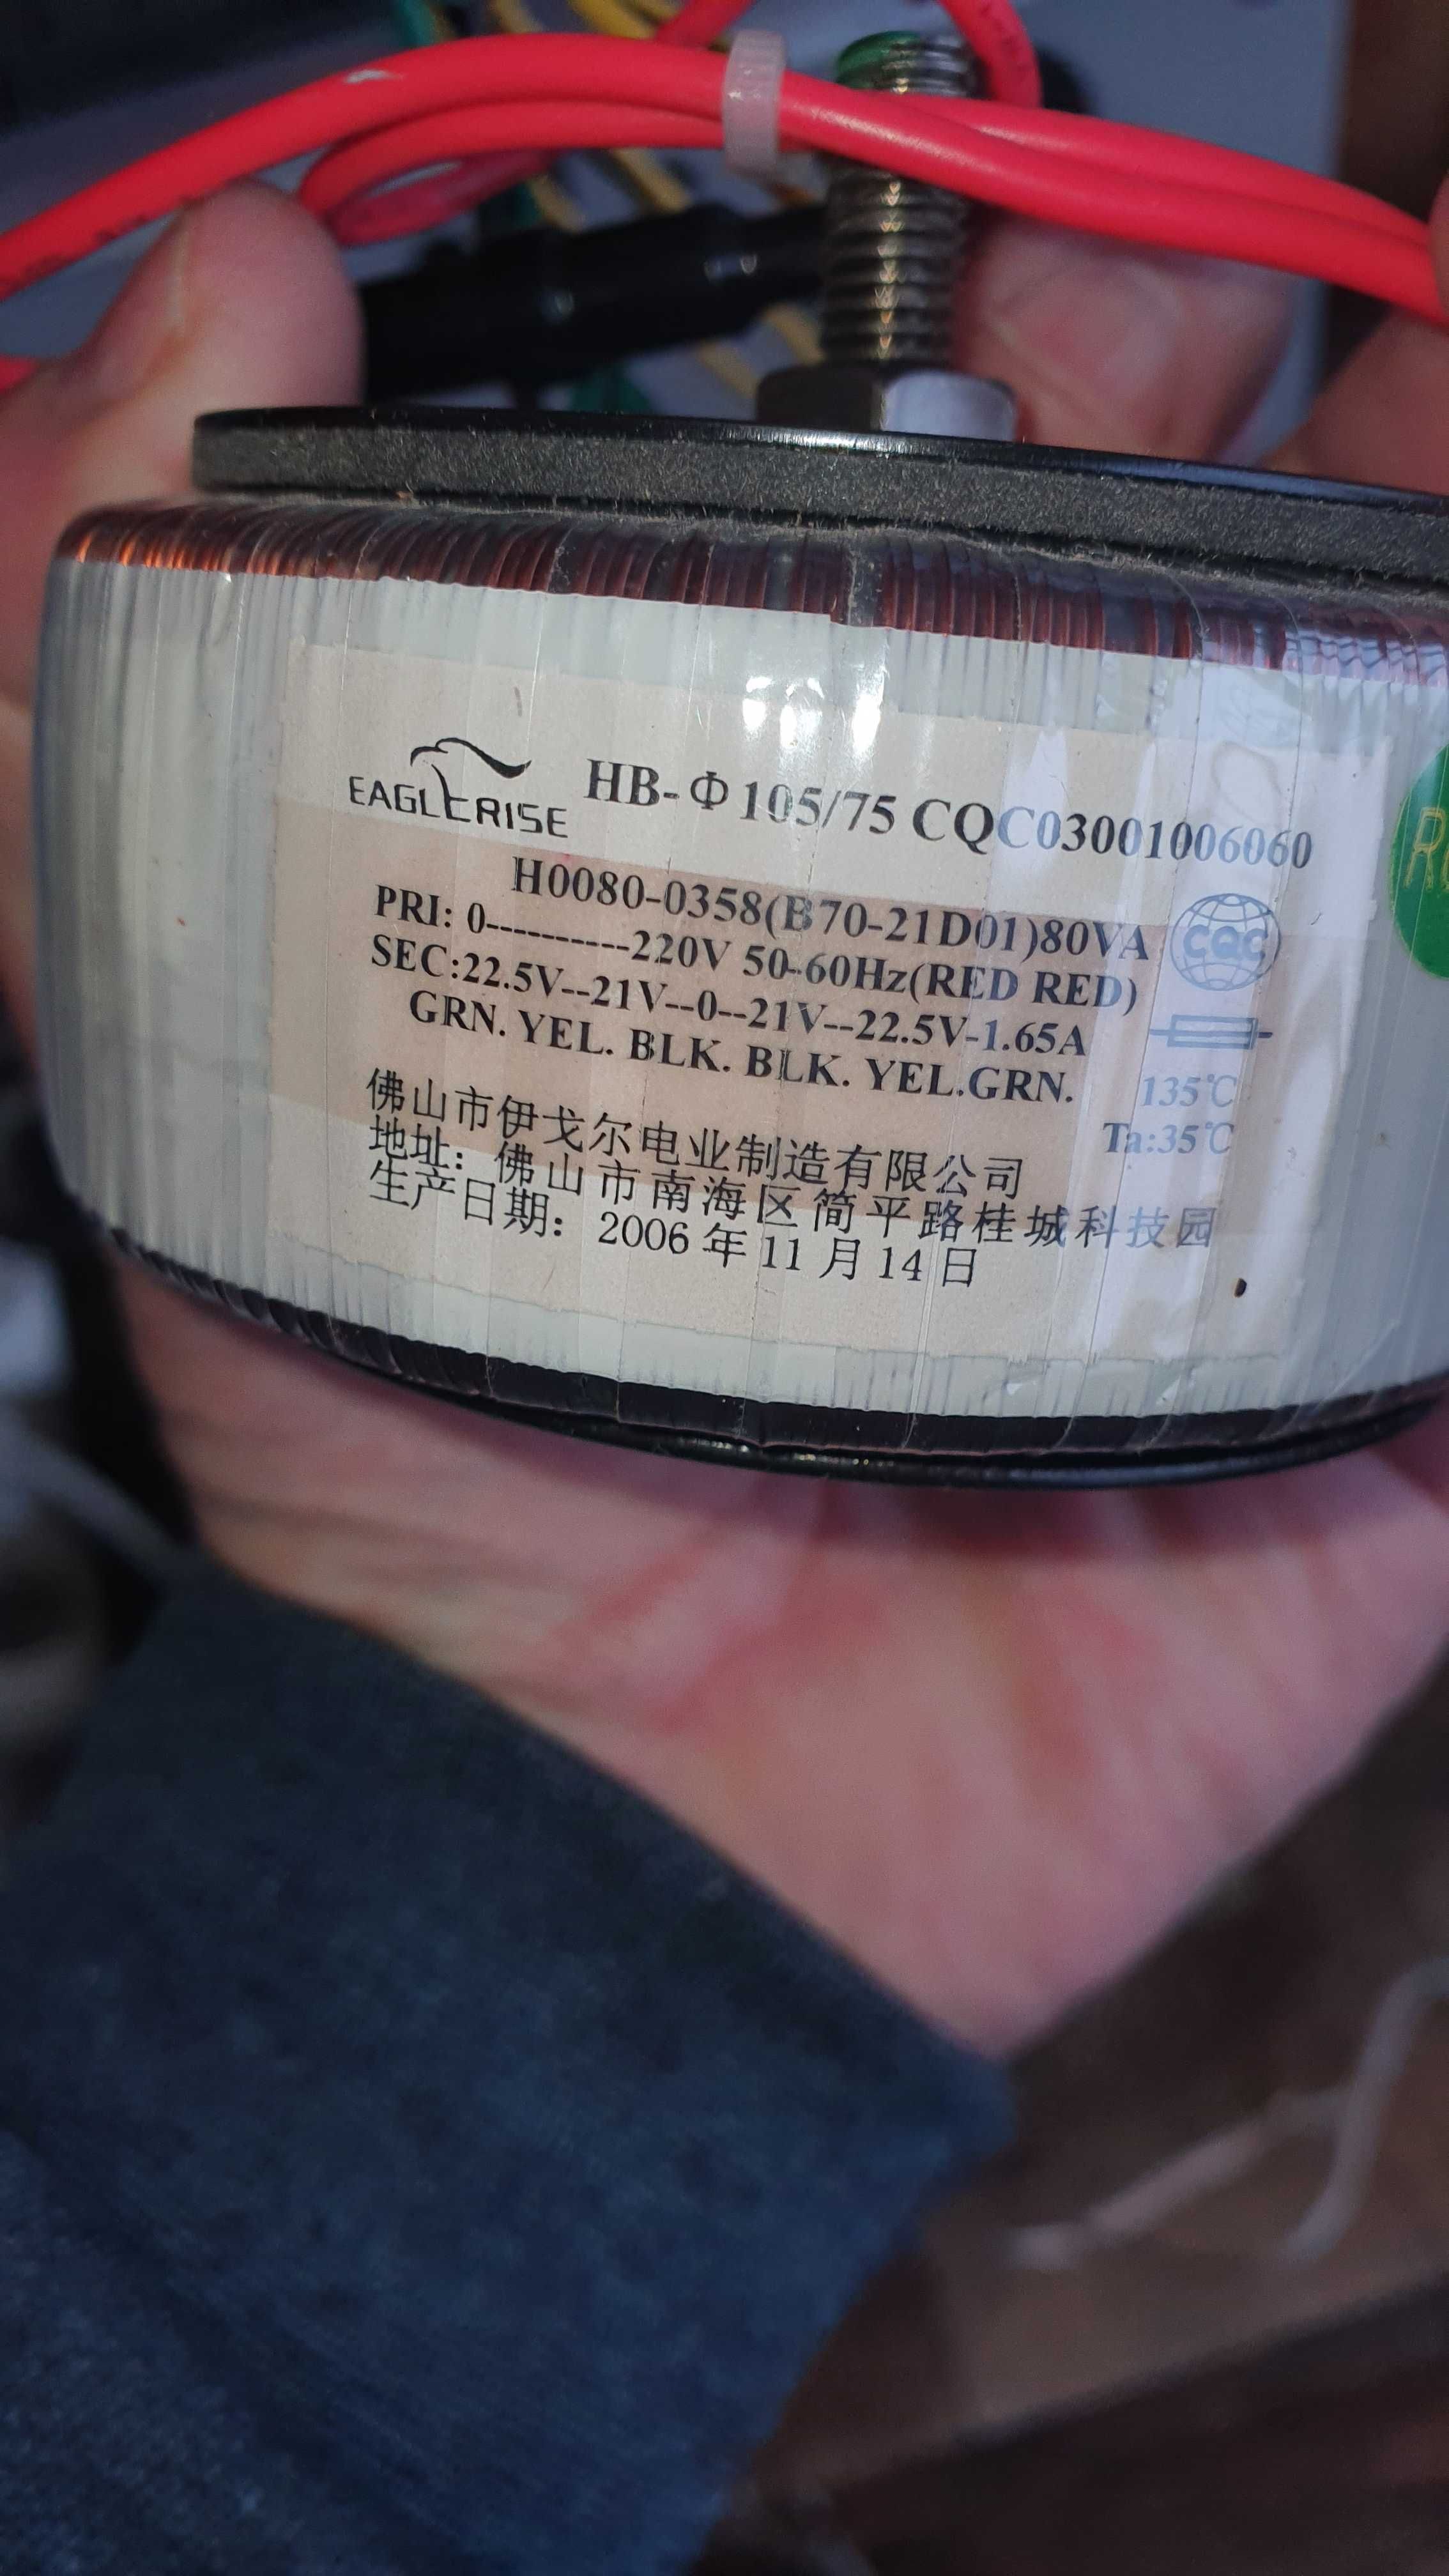 EAGLERISE HB-Φ105/75 CQC03001006060
H0080-0358(B70-21D01)80VA
CQC
PRI: 0----------220V 50-60Hz(RED RED)
SEC:22.5V--21V--0--21V--22.5V-1.65A
GRN. YEL. BLK. BLK. YEL.GRN.
135℃
Ta:35℃
佛山市伊戈尔电业制造有限公司
地址：佛山市南海区简平路桂城科技园
生产日期：2006年11月14日